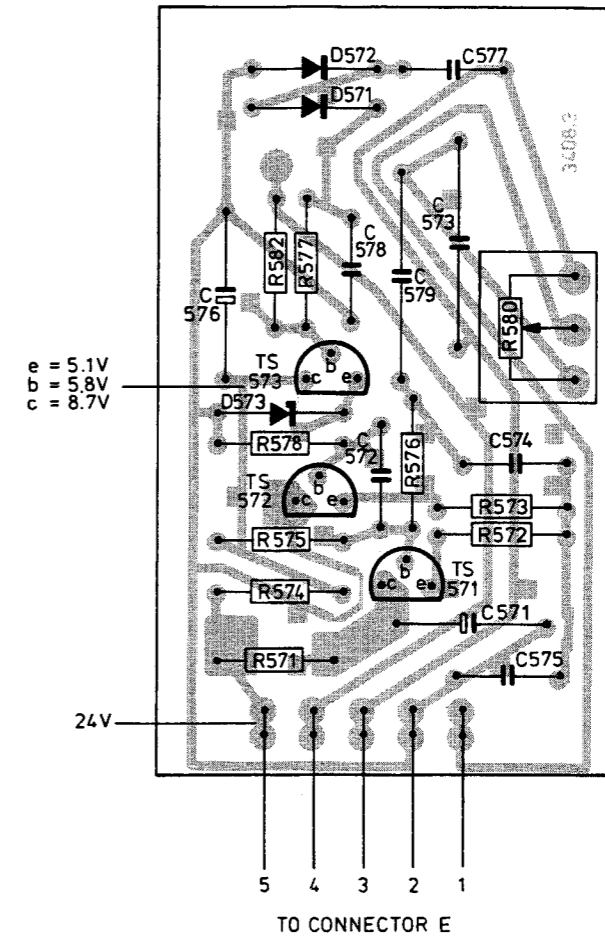 D572
C577
D571
3408.2
C
573
C
578
R582
R577
C
579
C
576
R580
e = 5.1V
b = 5.8V
c = 8.7V
TS
573
b
c
e
D573
R578
C
572
R576
C574
TS
572
b
c
e
R573
R575
R572
b
c
e
TS
571
R574
C571
R571
C575
24V
5 4 3 2 1
TO CONNECTOR E